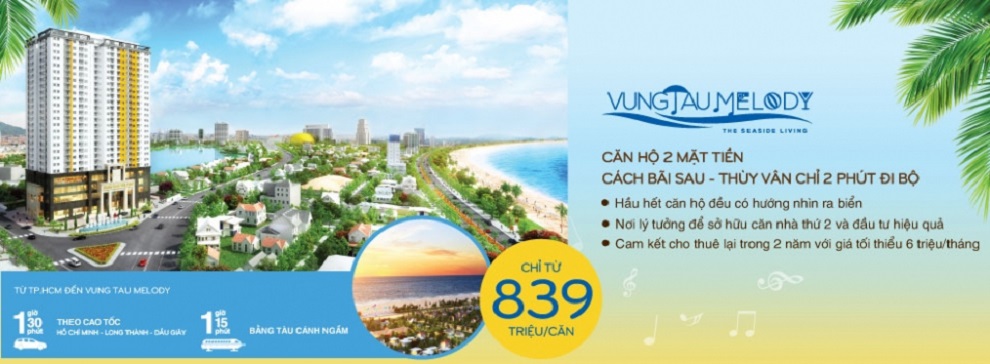 VUNGTAU MELODY
THE SEASIDE LIVING
CĂN HỘ 2 MẶT TIỀN
CÁCH BÃI SAU - THÙY VÂN CHỈ 2 PHÚT ĐI BỘ
• Hầu hết căn hộ đều có hướng nhìn ra biển
• Nơi lý tưởng để sở hữu căn nhà thứ 2 và đầu tư hiệu quả
• Cam kết cho thuê lại trong 2 năm với giá tối thiểu 6 triệu/tháng
CHỈ TỪ
839
TRIỆU/CĂN
TỪ TP.HCM ĐẾN VUNG TAU MELODY
1 giờ 30 phút
THEO CAO TỐC
HỒ CHÍ MINH - LONG THÀNH - DẦU GIÂY
1 giờ 15 phút
BẰNG TÀU CÁNH NGẦM